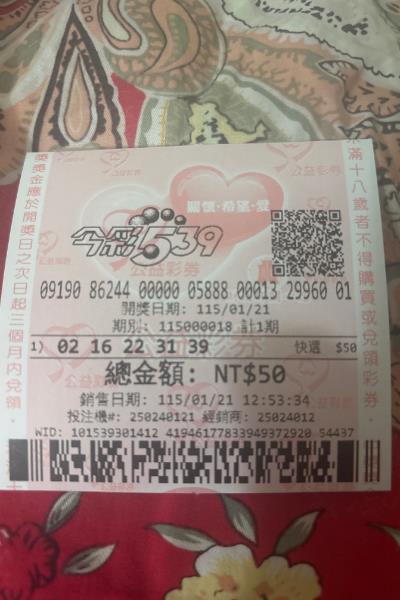 關懷·希望·愛
今彩539
公益彩券
09190 86244 00000 05888 00013 29960 01
開獎日期: 115/01/21
期別: 115000018 計1期
1) 02 16 22 31 39 快選 $50
總金額: NT$50
銷售日期: 115/01/21 12:53:34
投注機#: 250240121 經銷商: 25024012
WID: 101539301412 41946177833949372920 54437
獎金應於開獎日之次日起三個月內兌領。
未滿十八歲者不得購買或兌領彩券。